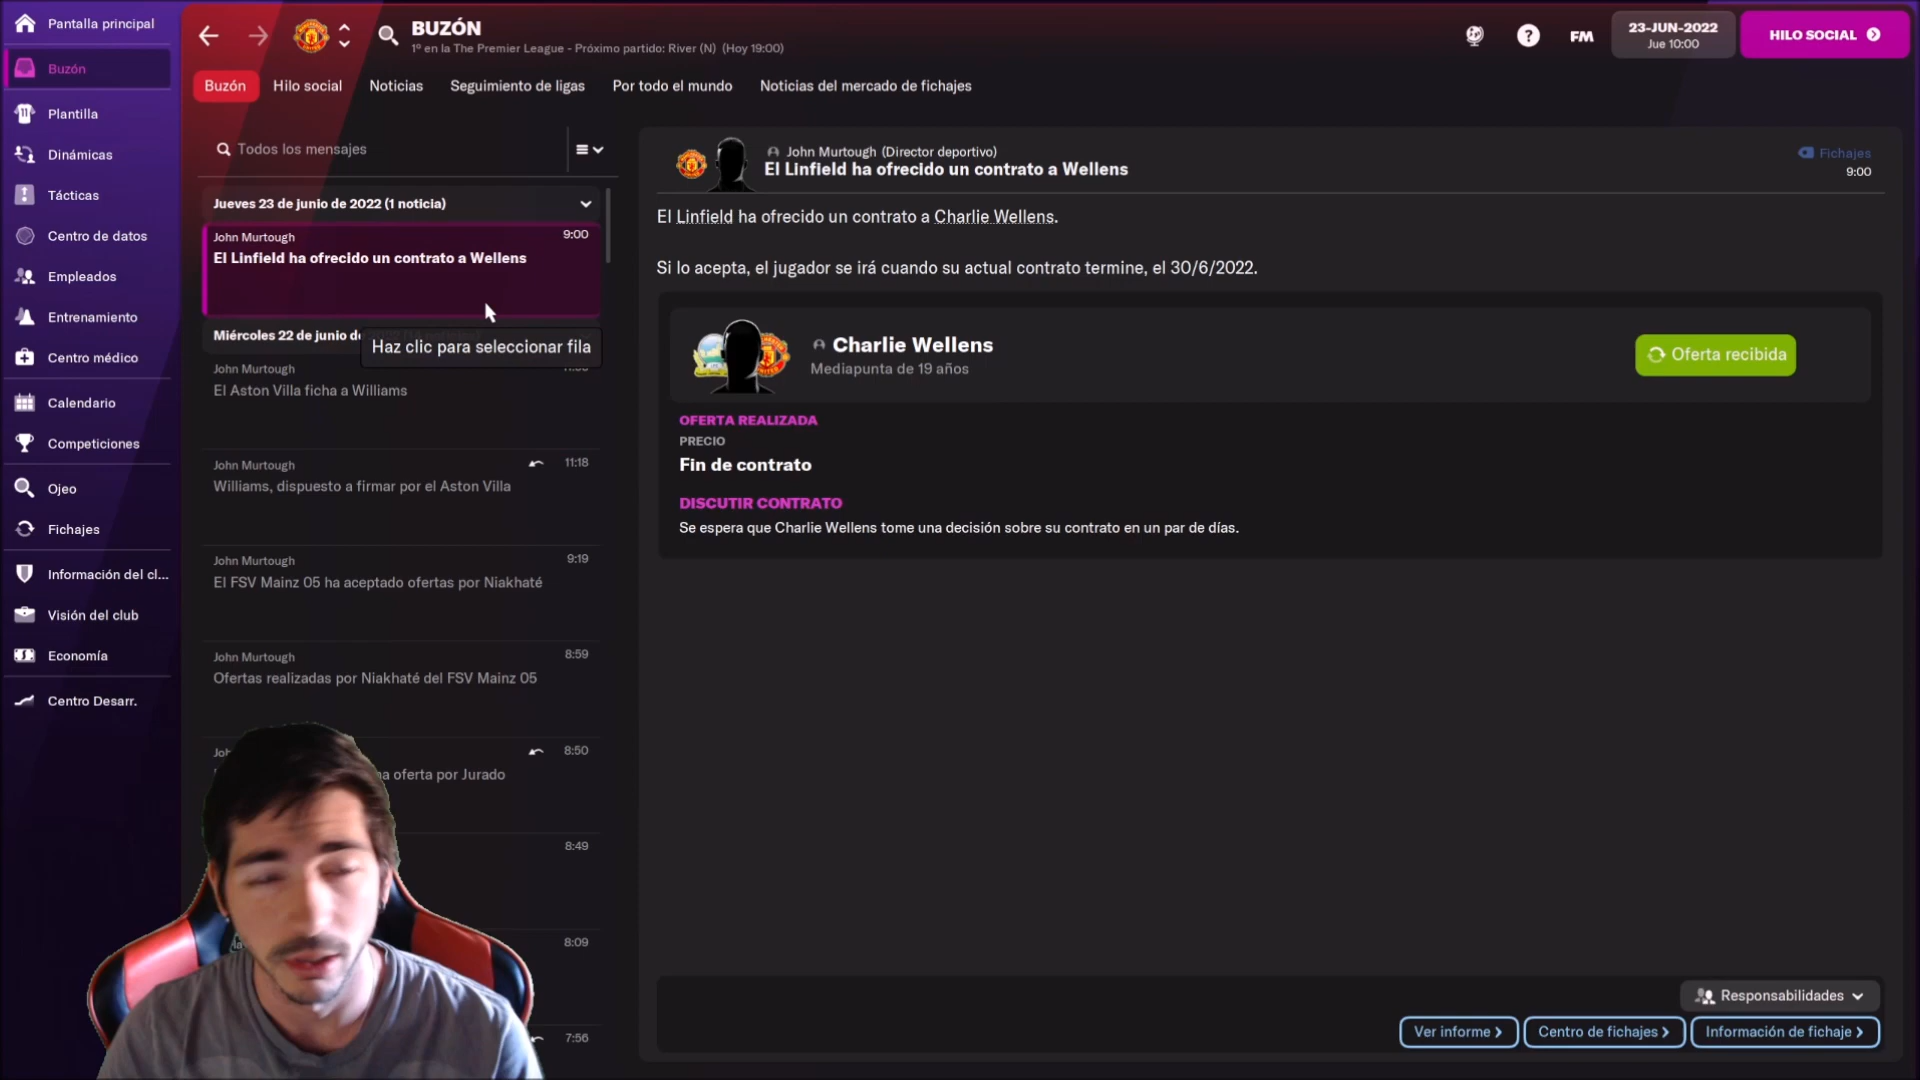 Pantalla principal
Buzón
Plantilla
Dinámicas
Tácticas
Centro de datos
Empleados
Entrenamiento
Centro médico
Calendario
Competiciones
Ojeo
Fichajes
Información del cl...
Visión del club
Economía
Centro Desarr.
BUZÓN
1º en la The Premier League - Próximo partido: River (N) (Hoy 19:00)
FM
23-JUN-2022
Jue 10:00
HILO SOCIAL
Buzón
Hilo social
Noticias
Seguimiento de ligas
Por todo el mundo
Noticias del mercado de fichajes
Todos los mensajes
Jueves 23 de junio de 2022 (1 noticia)
John Murtough
9:00
El Linfield ha ofrecido un contrato a Wellens
Miércoles 22 de junio
Haz clic para seleccionar fila
John Murtough
El Aston Villa ficha a Williams
John Murtough
11:18
Williams, dispuesto a firmar por el Aston Villa
John Murtough
9:19
El FSV Mainz 05 ha aceptado ofertas por Niakhaté
John Murtough
8:59
Ofertas realizadas por Niakhaté del FSV Mainz 05
8:50
oferta por Jurado
8:49
8:09
7:56
John Murtough (Director deportivo)
El Linfield ha ofrecido un contrato a Wellens
Fichajes
9:00
El Linfield ha ofrecido un contrato a Charlie Wellens.
Si lo acepta, el jugador se irá cuando su actual contrato termine, el 30/6/2022.
Charlie Wellens
Mediapunta de 19 años
Oferta recibida
OFERTA REALIZADA
PRECIO
Fin de contrato
DISCUTIR CONTRATO
Se espera que Charlie Wellens tome una decisión sobre su contrato en un par de días.
Responsabilidades
Ver informe
Centro de fichajes
Información de fichaje